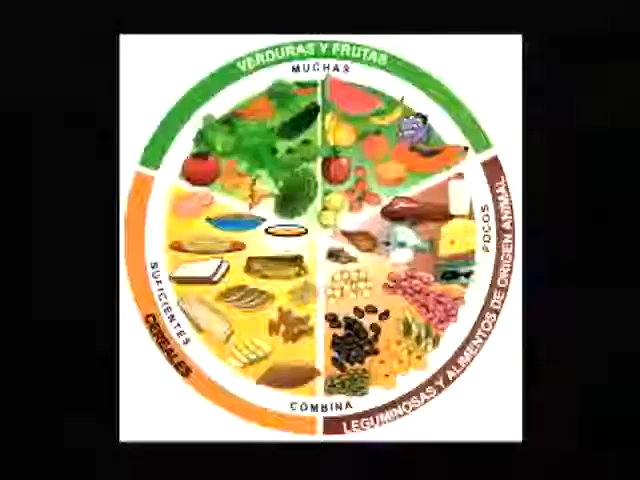 VERDURAS Y FRUTAS
MUCHAS
POCOS
LEGUMINOSAS Y ALIMENTOS DE ORIGEN ANIMAL
SUFICIENTES
CEREALES
COMBINA